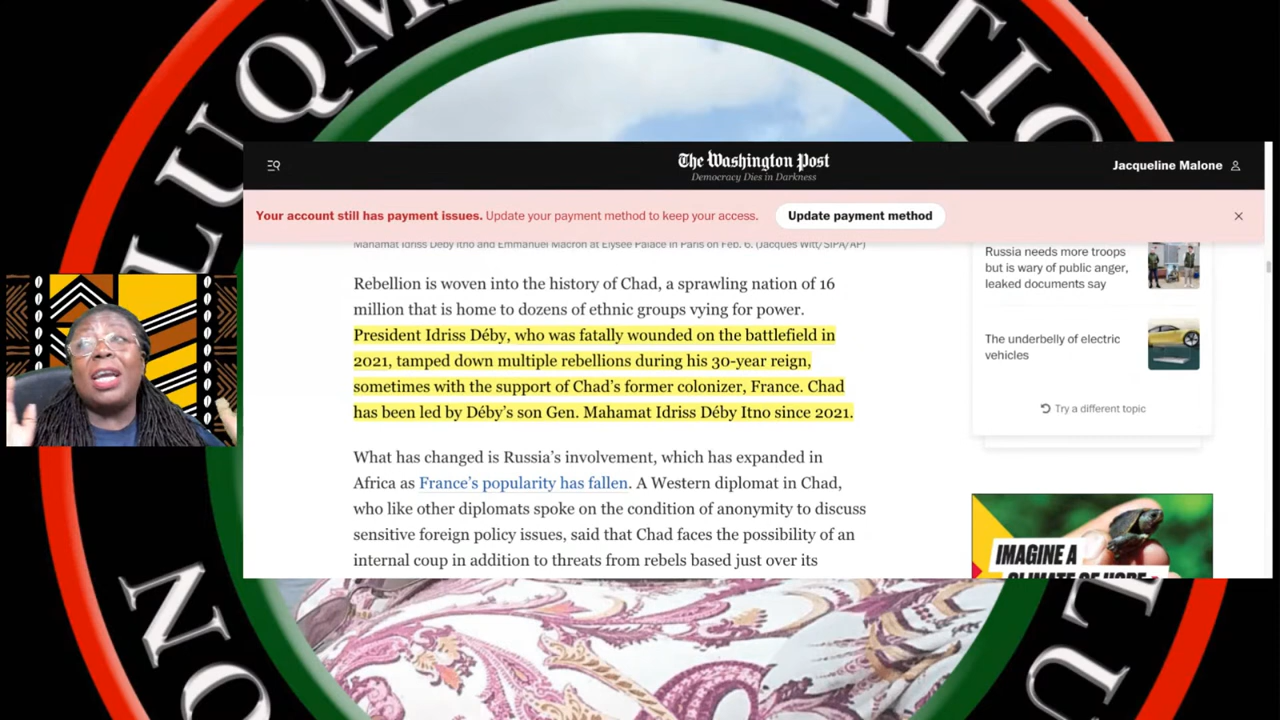 LUQM
ATIO
The Washington Post
Democracy Dies in Darkness
Jacqueline Malone
Your account still has payment issues. Update your payment method to keep your access.
Update payment method
Mahamat Idriss Déby Itno and Emmanuel Macron at Élysée Palace in Paris on Feb. 6. (Jacques Witt/SIPA/AP)
Rebellion is woven into the history of Chad, a sprawling nation of 16
million that is home to dozens of ethnic groups vying for power.
President Idriss Déby, who was fatally wounded on the battlefield in
2021, tamped down multiple rebellions during his 30-year reign,
sometimes with the support of Chad's former colonizer, France. Chad
has been led by Déby's son Gen. Mahamat Idriss Déby Itno since 2021.
What has changed is Russia's involvement, which has expanded in
Africa as France's popularity has fallen. A Western diplomat in Chad,
who like other diplomats spoke on the condition of anonymity to discuss
sensitive foreign policy issues, said that Chad faces the possibility of an
internal coup in addition to threats from rebels based just over its
Russia needs more troops
but is wary of public anger,
leaked documents say
The underbelly of electric
vehicles
Try a different topic
IMAGINE A
CLIMATE OF HOPE